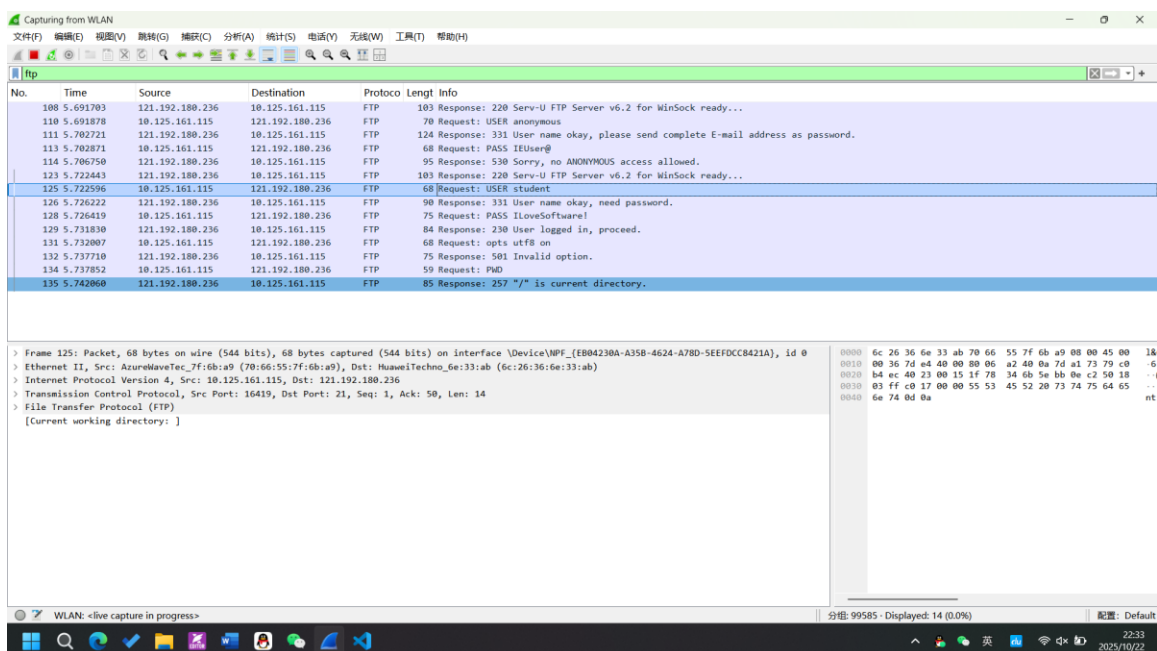 Capturing from WLAN
文件(F) 编辑(E) 视图(V) 跳转(G) 捕获(C) 分析(A) 统计(S) 电话(Y) 无线(W) 工具(T) 帮助(H)
ftp
No. Time Source Destination Protoco Lengt Info
108 5.691703 121.192.180.236 10.125.161.115 FTP 103 Response: 220 Serv-U FTP Server v6.2 for WinSock ready...
110 5.691878 10.125.161.115 121.192.180.236 FTP 70 Request: USER anonymous
111 5.702721 121.192.180.236 10.125.161.115 FTP 124 Response: 331 User name okay, please send complete E-mail address as password.
113 5.702871 10.125.161.115 121.192.180.236 FTP 68 Request: PASS IEUser@
114 5.706750 121.192.180.236 10.125.161.115 FTP 95 Response: 530 Sorry, no ANONYMOUS access allowed.
123 5.722443 121.192.180.236 10.125.161.115 FTP 103 Response: 220 Serv-U FTP Server v6.2 for WinSock ready...
125 5.722596 10.125.161.115 121.192.180.236 FTP 68 Request: USER student
126 5.726222 121.192.180.236 10.125.161.115 FTP 90 Response: 331 User name okay, need password.
128 5.726419 10.125.161.115 121.192.180.236 FTP 75 Request: PASS ILoveSoftware!
129 5.731830 121.192.180.236 10.125.161.115 FTP 84 Response: 230 User logged in, proceed.
131 5.732007 10.125.161.115 121.192.180.236 FTP 68 Request: opts utf8 on
132 5.737710 121.192.180.236 10.125.161.115 FTP 75 Response: 501 Invalid option.
134 5.737852 10.125.161.115 121.192.180.236 FTP 59 Request: PWD
135 5.742060 121.192.180.236 10.125.161.115 FTP 85 Response: 257 "/" is current directory.
> Frame 125: Packet, 68 bytes on wire (544 bits), 68 bytes captured (544 bits) on interface \Device\NPF_{EB04230A-A35B-4624-A78D-5EEFDCC8421A}, id 0
> Ethernet II, Src: AzureWaveTec_7f:6b:a9 (70:66:55:7f:6b:a9), Dst: HuaweiTechno_6e:33:ab (6c:26:36:6e:33:ab)
> Internet Protocol Version 4, Src: 10.125.161.115, Dst: 121.192.180.236
> Transmission Control Protocol, Src Port: 16419, Dst Port: 21, Seq: 1, Ack: 50, Len: 14
> File Transfer Protocol (FTP)
[Current working directory: ]
0000 6c 26 36 6e 33 ab 70 66 55 7f 6b a9 08 00 45 00 l&
0010 00 36 7d e4 40 00 80 06 a2 40 0a 7d a1 73 79 c0 ·6
0020 b4 ec 40 23 00 15 1f 78 34 6b 5e bb 0e c2 50 18
0030 03 ff c0 17 00 00 55 53 45 52 20 73 74 75 64 65 ··
0040 6e 74 0d 0a nt
WLAN: <live capture in progress>
分组: 99585 · Displayed: 14 (0.0%)
配置: Default
英
22:33
2025/10/22